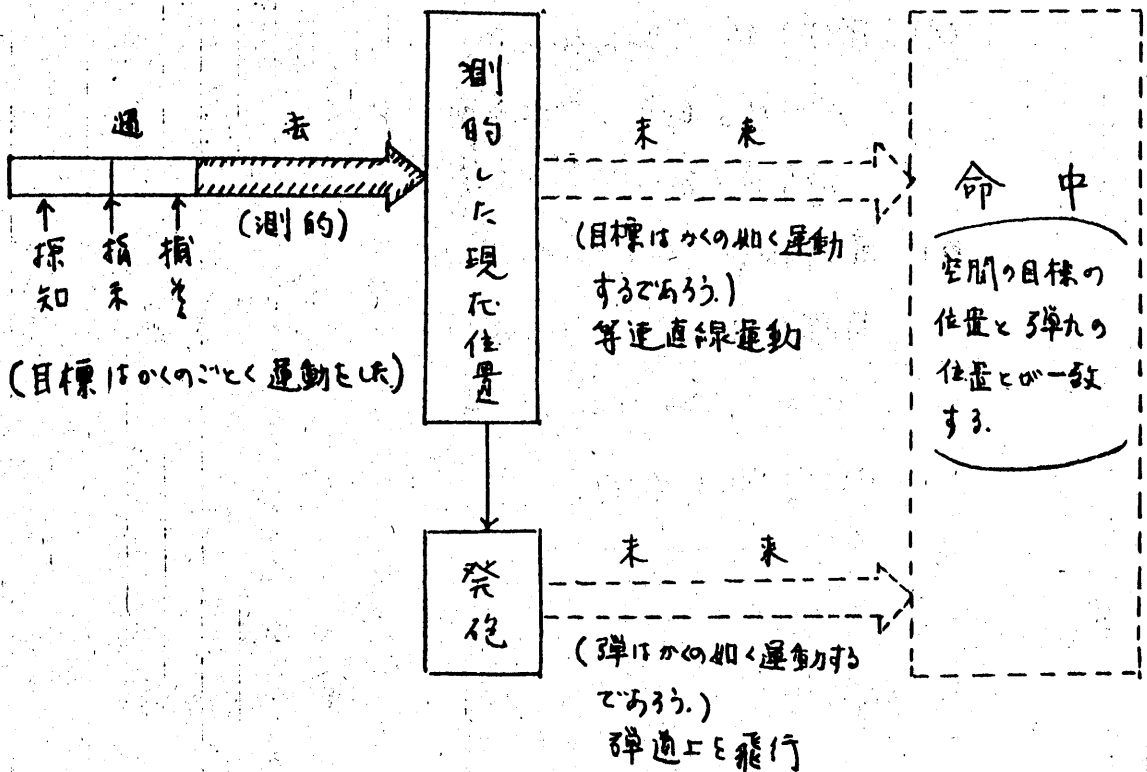 過去
(測的)
探知
指示
捕そく
(目標はかくのごとく運動をした)
測的した現在位置
未来
(目標はかくの如く運動
するであろう.)
等速直線運動
発砲
未来
(弾はかくの如く運動する
であろう.)
弾道上を飛行
命中
空間の目標の
位置と弾丸の
位置とが一致
する.